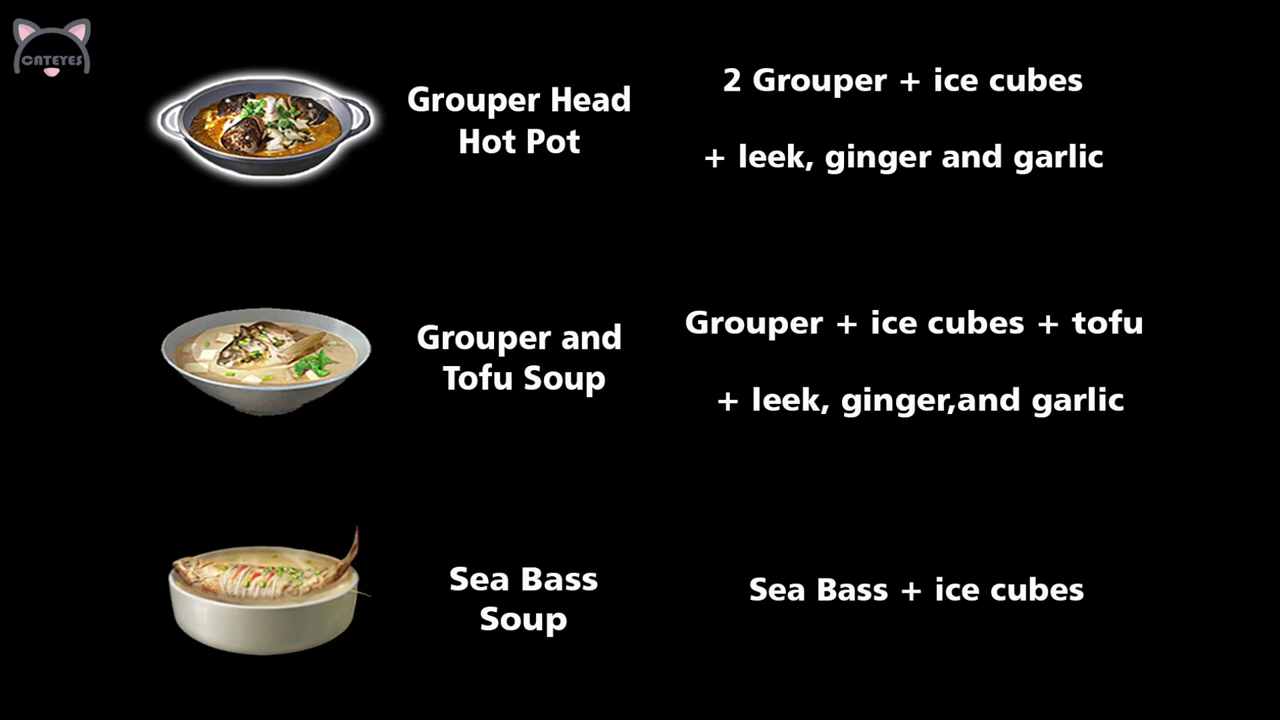 CATEYES
Grouper Head
Hot Pot
2 Grouper + ice cubes
+ leek, ginger and garlic
Grouper and
Tofu Soup
Grouper + ice cubes + tofu
+ leek, ginger,and garlic
Sea Bass
Soup
Sea Bass + ice cubes